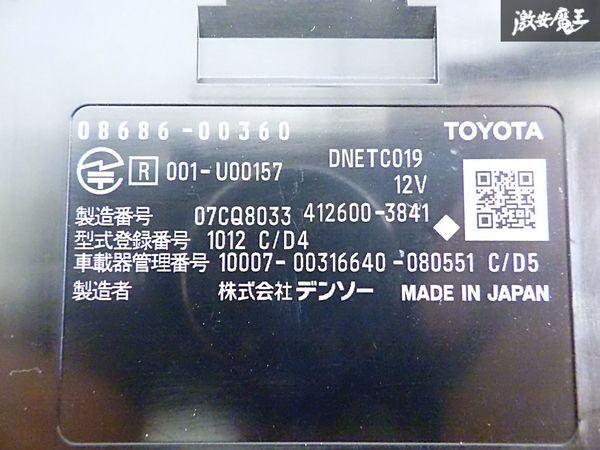 激安魔王
08686-00360 TOYOTA
R 001-U00157 DNETC019
12V
製造番号 07CQ8033 412600-3841
型式登録番号 1012 C/D4
車載器管理番号 10007-00316640-080551 C/D5
製造者 株式会社デンソー MADE IN JAPAN